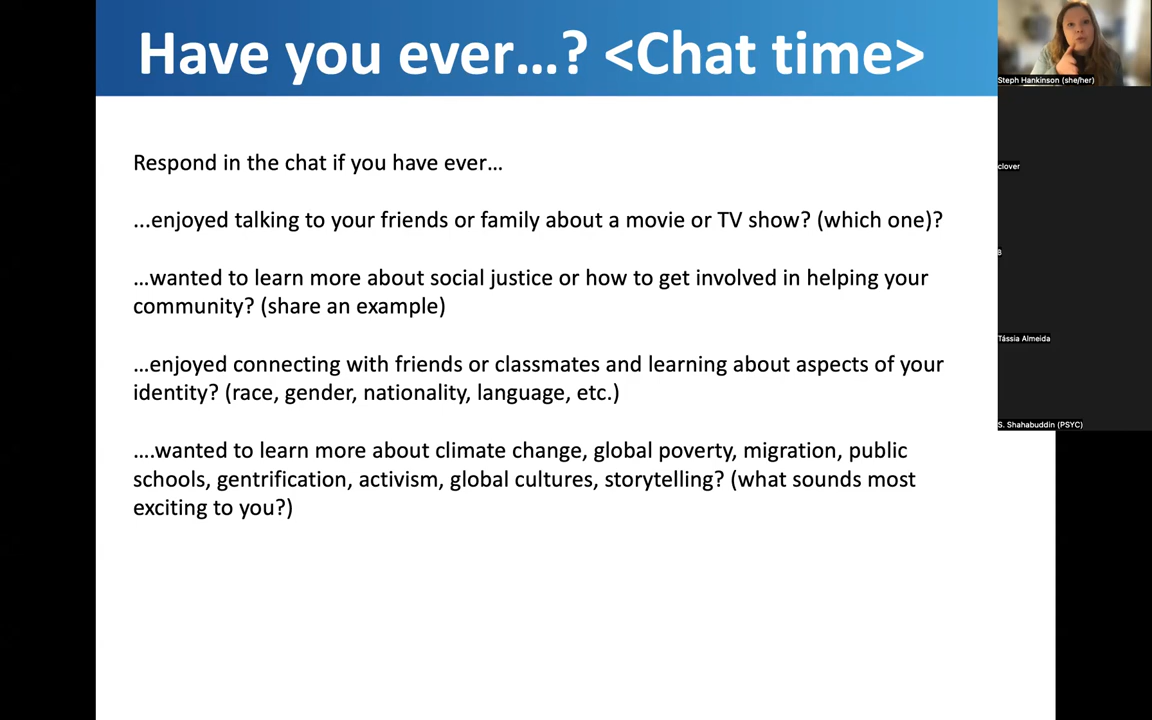 Have you ever…? <Chat time>
Respond in the chat if you have ever…
...enjoyed talking to your friends or family about a movie or TV show? (which one)?
…wanted to learn more about social justice or how to get involved in helping your
community? (share an example)
…enjoyed connecting with friends or classmates and learning about aspects of your
identity? (race, gender, nationality, language, etc.)
….wanted to learn more about climate change, global poverty, migration, public
schools, gentrification, activism, global cultures, storytelling? (what sounds most
exciting to you?)
Steph Hankinson (she/her)
clover
B
Tássia Almeida
S. Shahabuddin (PSYC)